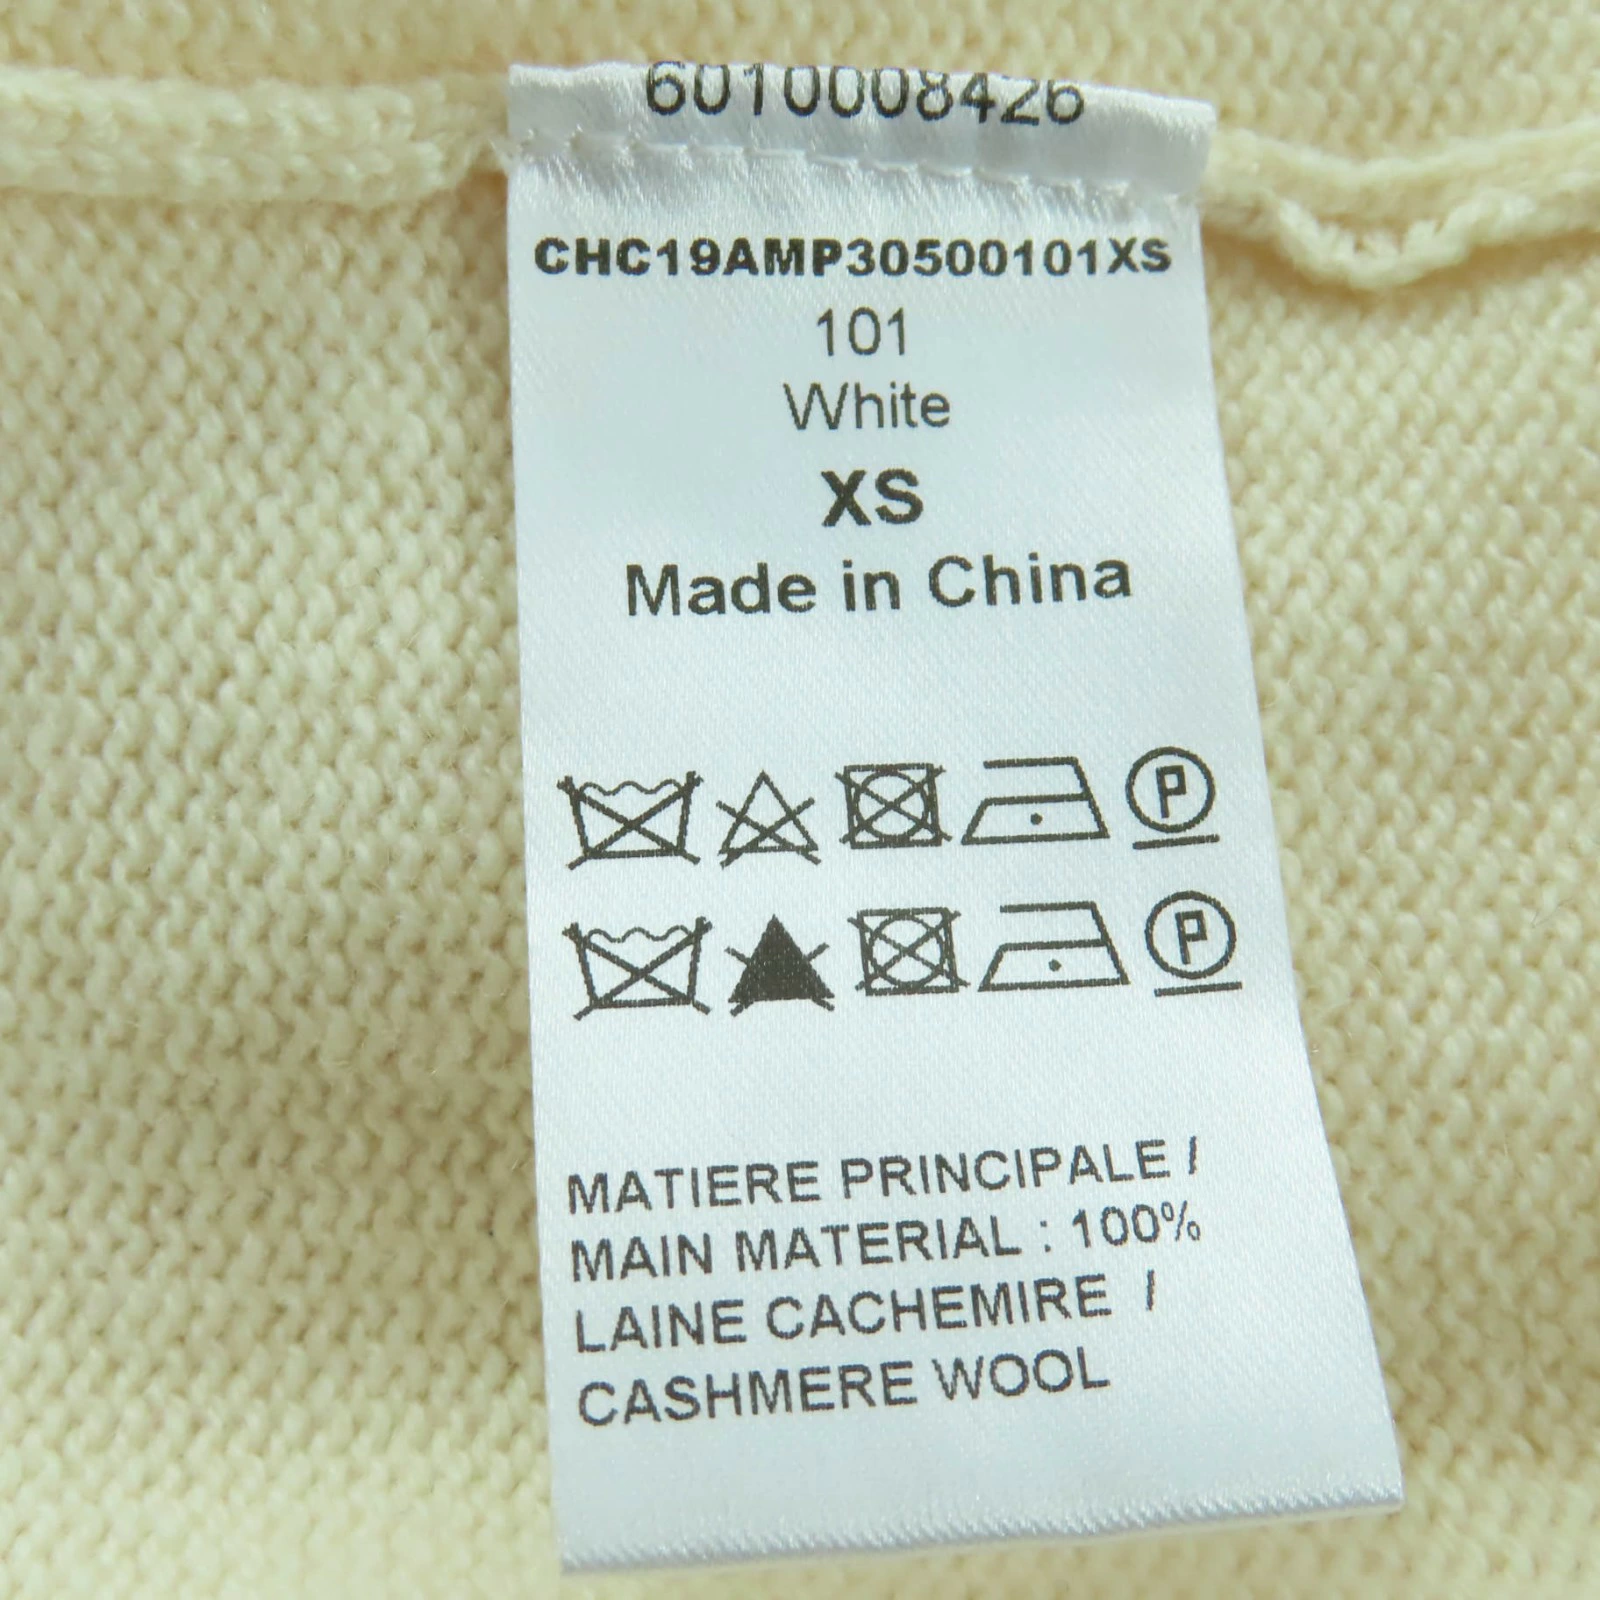 6010008426
CHC19AMP30500101XS
101
White
XS
Made in China
P
P
MATIERE PRINCIPALE /
MAIN MATERIAL : 100%
LAINE CACHEMIRE /
CASHMERE WOOL